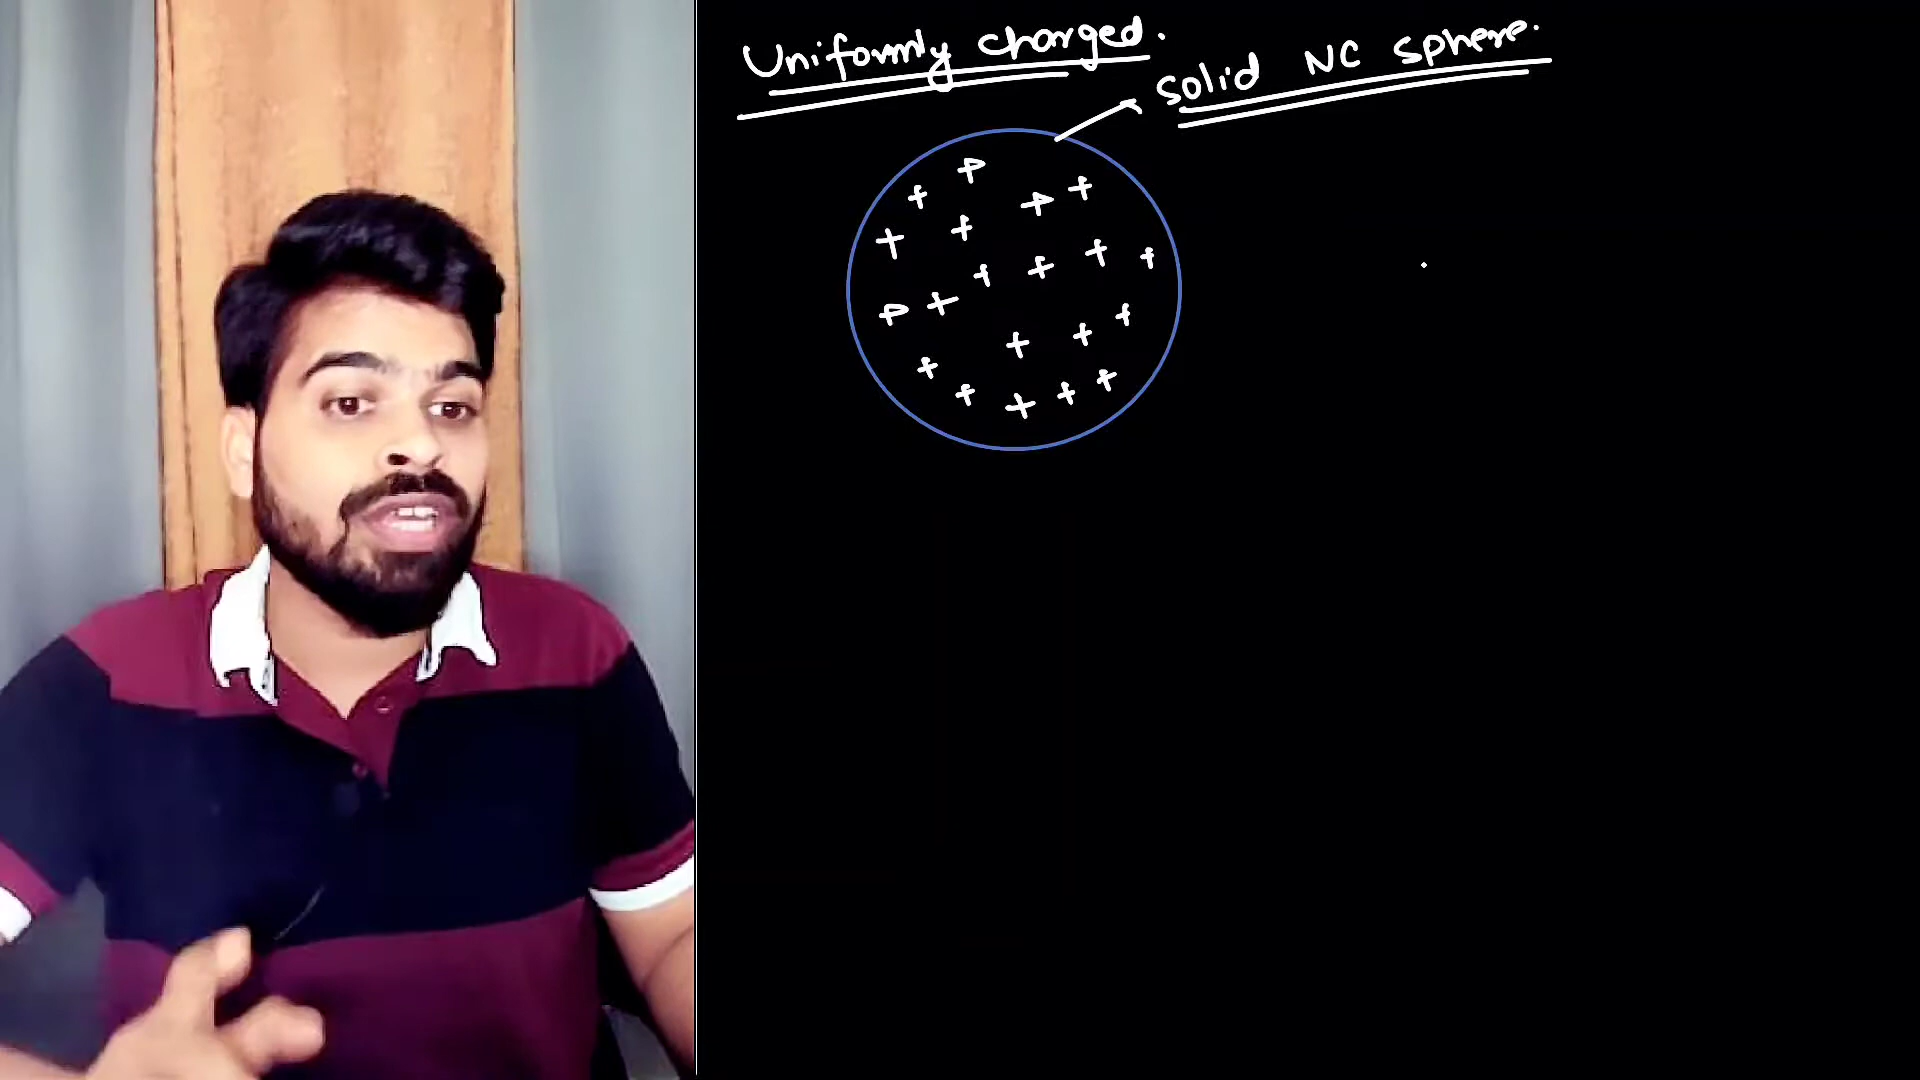 Uniformly charged.
Solid NC sphere.
+ + + +
+ +
+ + + +
+ +
+ + +
+ + + + +